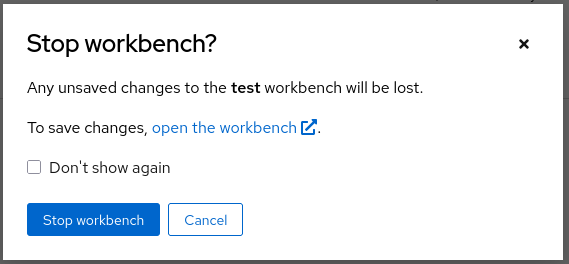 Stop workbench?
Any unsaved changes to the test workbench will be lost.
To save changes, open the workbench.
Don't show again
Stop workbench
Cancel